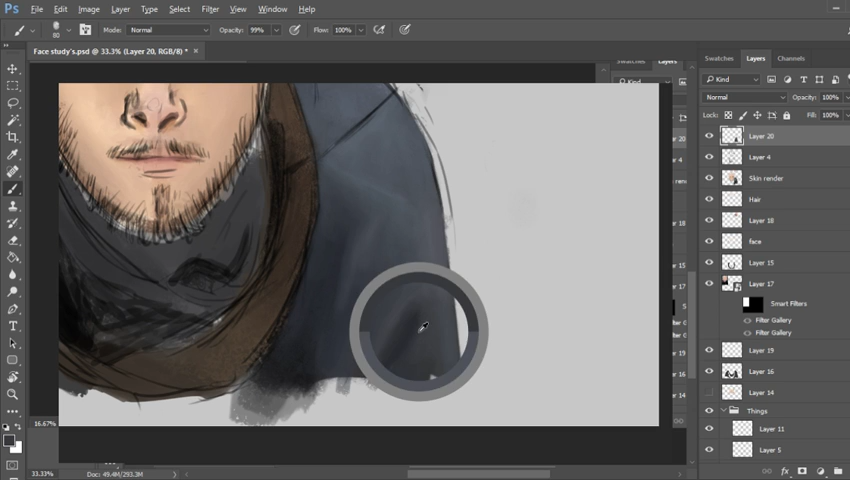 Ps File Edit Image Layer Type Select Filter View Window Help
80 Mode: Normal Opacity: 99% Flow: 100%
Face study's.psd @ 33.3% (Layer 20, RGB/8) *
Swatches Layers Channels
Kind
Normal Opacity: 100%
Lock: Fill: 100%
Layer 20
Layer 4
Skin render
Hair
Layer 18
face
Layer 15
Layer 17
Smart Filters
Filter Gallery
Filter Gallery
Layer 19
Layer 16
Layer 14
Things
Layer 11
Layer 5
16.67%
33.33% Doc: 49.4M/293.3M